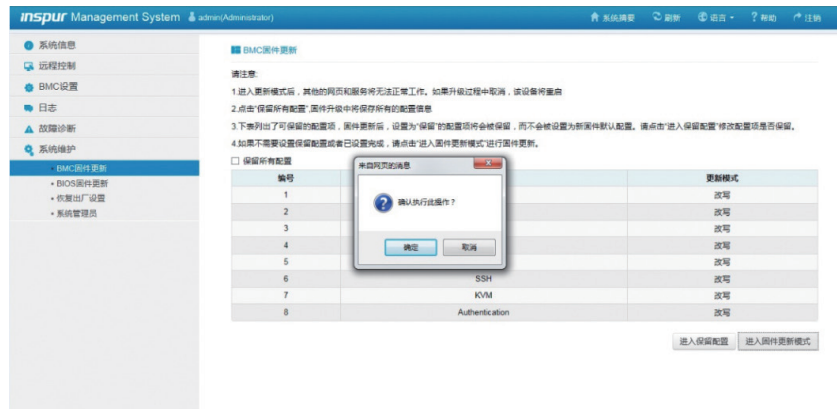 inspur Management System admin(Administrator) 系统摘要 刷新 语言 ? 帮助 注销
系统信息
远程控制
BMC设置
日志
故障诊断
系统维护
BMC固件更新
BIOS固件更新
恢复出厂设置
系统管理员
BMC固件更新
请注意:
1.进入更新模式后，其他的网页和服务将无法正常工作。如果升级过程中取消，该设备将重启
2.点击"保留所有配置",固件升级中将保存所有的配置信息
3.下表列出了可保留的配置项，固件更新后，设置为"保留"的配置项将会被保留，而不会被设置为新固件默认配置。请点击"进入保留配置"修改配置项是否保留。
4.如果不需要设置保留配置或者已设置完成，请点击"进入固件更新模式"进行固件更新。
保留所有配置
编号 更新模式
1 改写
2 改写
3 改写
4 改写
5 改写
6 SSH 改写
7 KVM 改写
8 Authentication 改写
来自网页的消息
确认执行此操作？
确定 取消
进入保留配置 进入固件更新模式